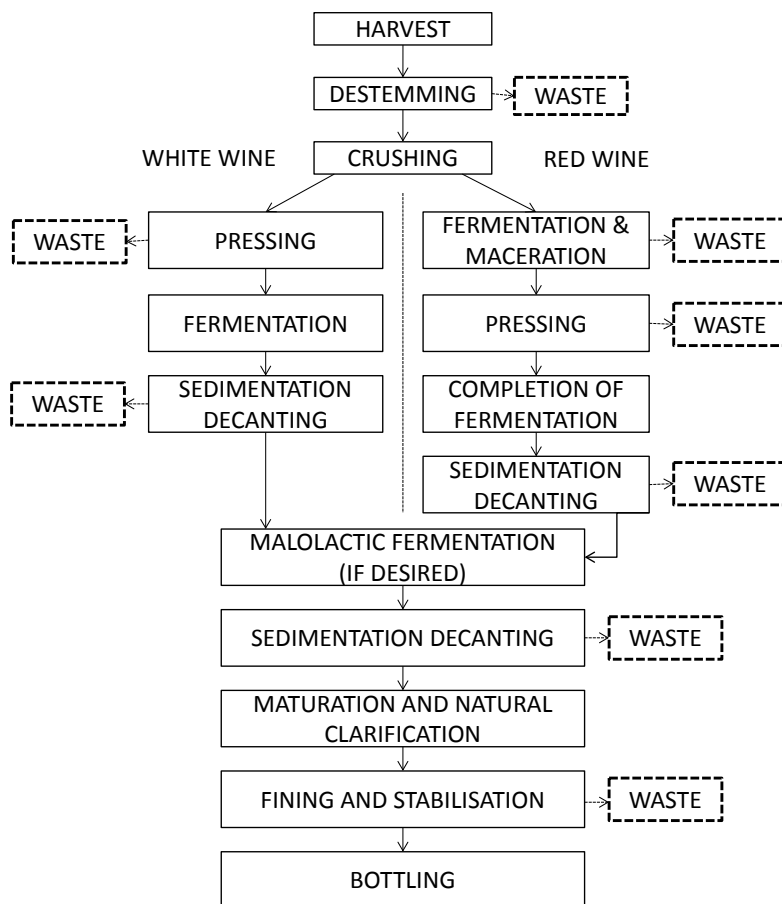 HARVEST
DESTEMMING
WASTE
WHITE WINE
CRUSHING
RED WINE
WASTE
PRESSING
FERMENTATION &
MACERATION
WASTE
FERMENTATION
PRESSING
WASTE
WASTE
SEDIMENTATION
DECANTING
COMPLETION OF
FERMENTATION
SEDIMENTATION
DECANTING
WASTE
MALOLACTIC FERMENTATION
(IF DESIRED)
SEDIMENTATION DECANTING
WASTE
MATURATION AND NATURAL
CLARIFICATION
FINING AND STABILISATION
WASTE
BOTTLING